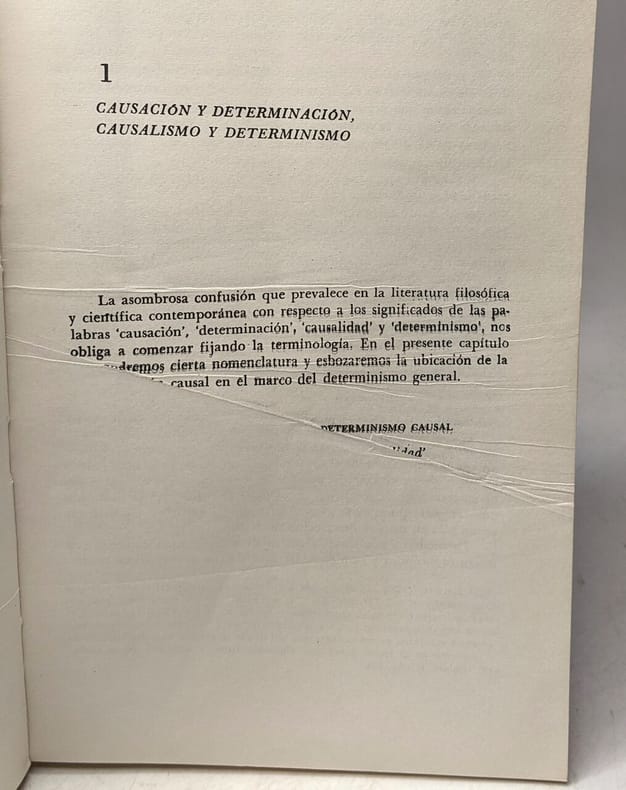 1
CAUSACIÓN Y DETERMINACIÓN,
CAUSALISMO Y DETERMINISMO
La asombrosa confusión que prevalece en la literatura filosófica
y científica contemporánea con respecto a los significados de las pa-
labras 'causación', 'determinación', 'causalidad' y 'determinismo', nos
obliga a comenzar fijando la terminología. En el presente capítulo
cierta nomenclatura y esbozaremos la ubicación de la
causal en el marco del determinismo general.
DETERMINISMO CAUSAL